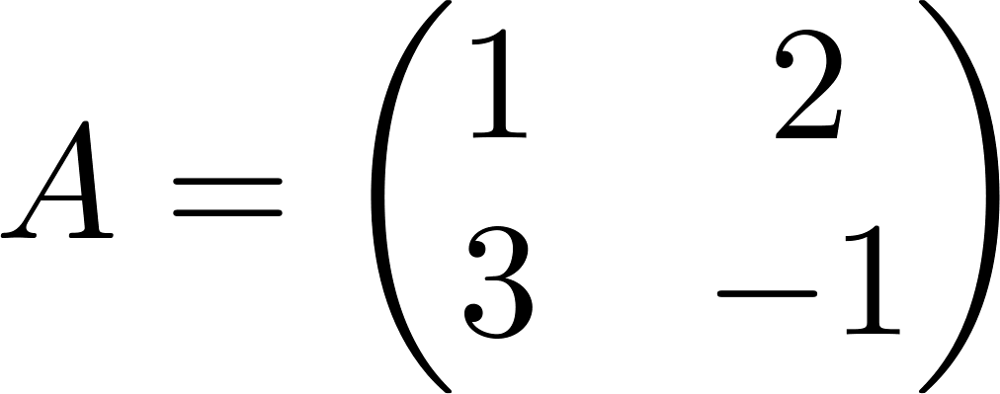 A = ( 1 2
3 −1 )